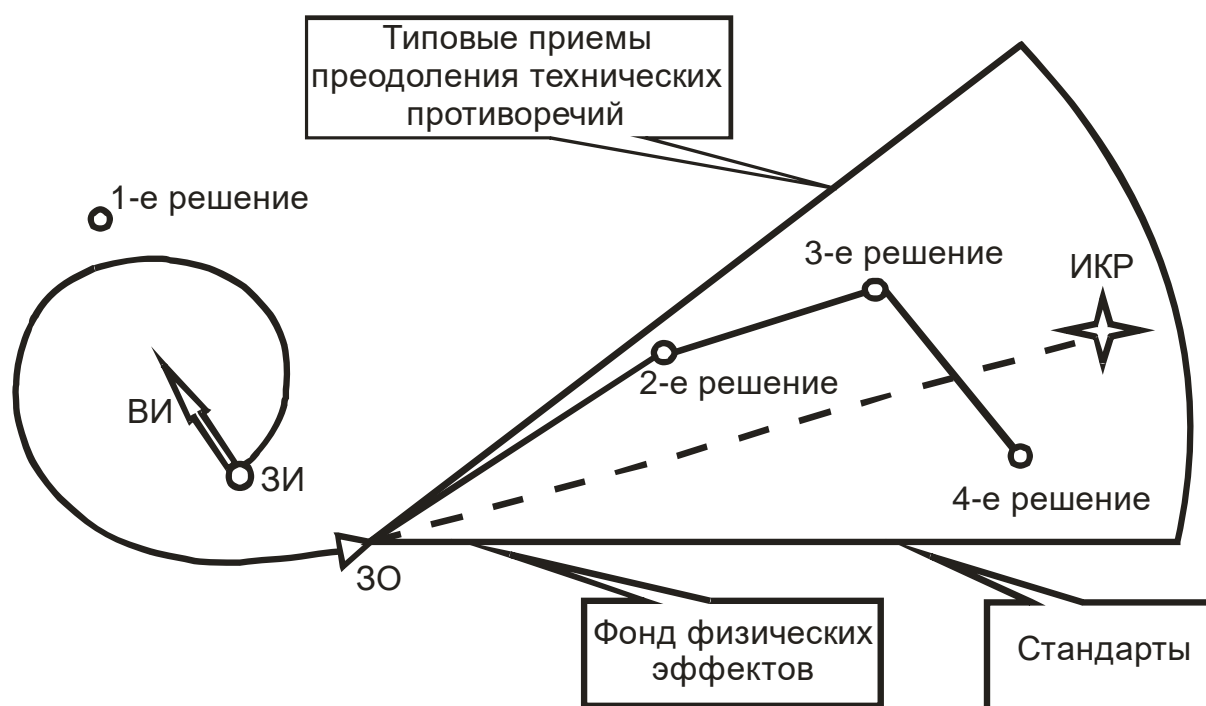 Типовые приемы
преодоления технических
противоречий
1-е решение
3-е решение
ИКР
2-е решение
ВИ
ЗИ
4-е решение
ЗО
Фонд физических
эффектов
Стандарты